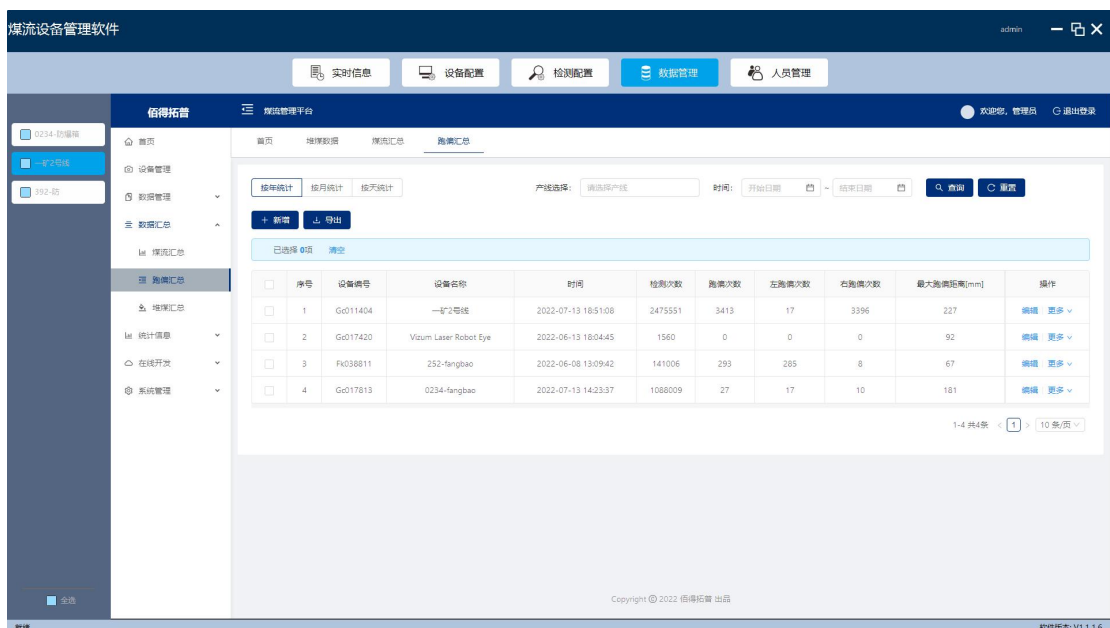 煤流设备管理软件 admin
实时信息 设备配置 检测配置 数据管理 人员管理
佰得拓普 煤流管理平台 欢迎您, 管理员 退出登录
0234-防爆箱
一矿2号线
392-防
首页
设备管理
数据管理
数据汇总
煤流汇总
跑偏汇总
堆煤汇总
统计信息
在线开发
系统管理
首页 堆煤数据 煤流汇总 跑偏汇总
按年统计 按月统计 按天统计 产线选择: 请选择产线 时间: 开始日期 ~ 结束日期 查询 重置
+ 新增 导出
已选择 0项 清空
序号 设备编号 设备名称 时间 检测次数 跑偏次数 左跑偏次数 右跑偏次数 最大跑偏距离[mm] 操作
1 Gc011404 一矿2号线 2022-07-13 18:51:08 2475551 3413 17 3396 227 编辑 更多
2 Gc017420 Vizum Laser Robot Eye 2022-06-13 18:04:45 1560 0 0 0 92 编辑 更多
3 Fk038811 252-fangbao 2022-06-08 13:09:42 141006 293 285 8 67 编辑 更多
4 Gc017813 0234-fangbao 2022-07-13 14:23:37 1088009 27 17 10 181 编辑 更多
1-4 共4条 < 1 > 10 条/页
全选
Copyright © 2022 佰得拓普 出品
就绪 软件版本: V1.1.1.6